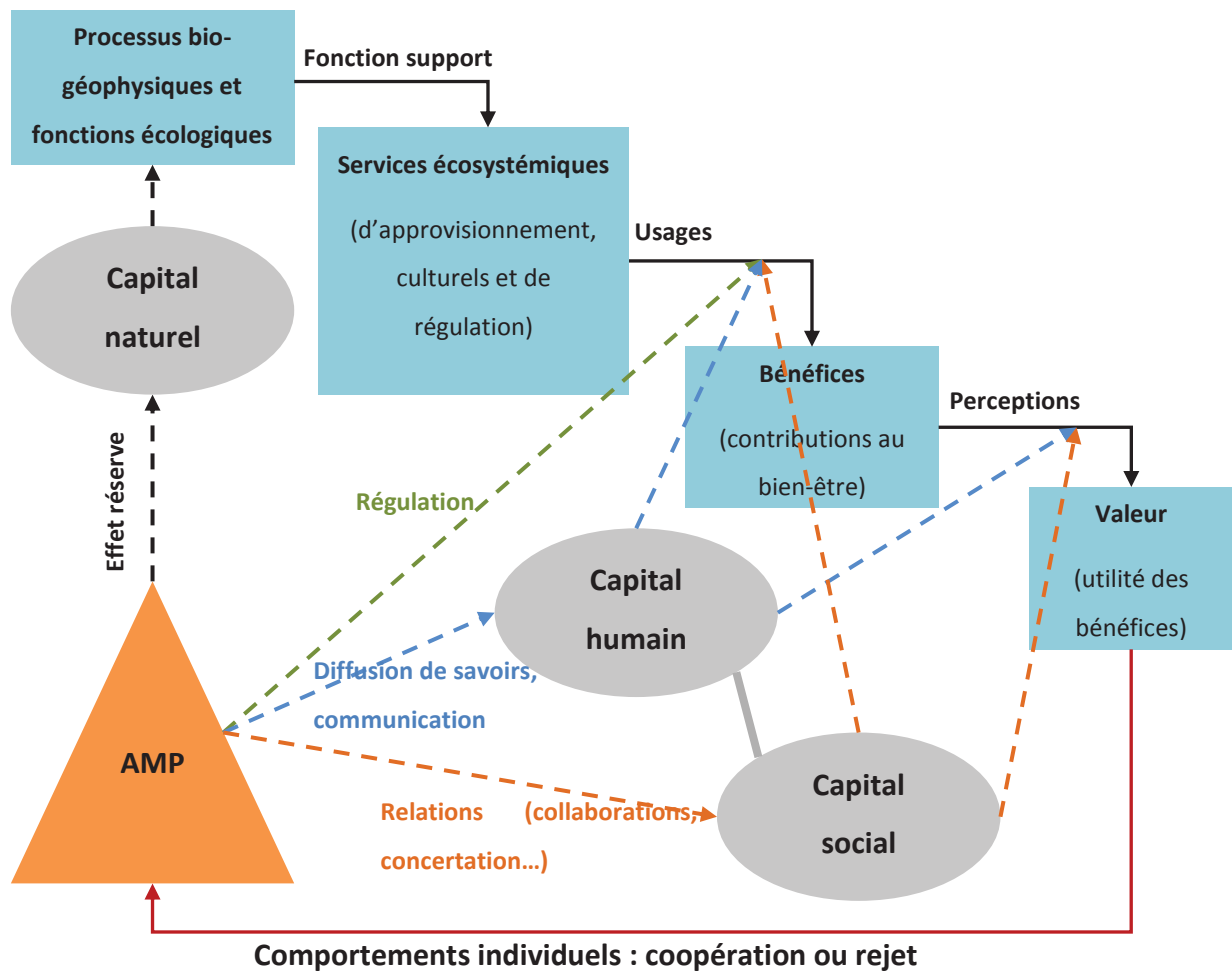 Processus bio-
géophysiques et
fonctions écologiques
Fonction support
Services écosystémiques
(d'approvisionnement,
culturels et de
régulation)
Usages
Capital
naturel
Bénéfices
(contributions au
bien-être)
Perceptions
Valeur
(utilité des
bénéfices)
Effet réserve
Régulation
Capital
humain
Diffusion de savoirs,
communication
AMP
Capital
social
Relations (collaborations,
concertation…)
Comportements individuels : coopération ou rejet